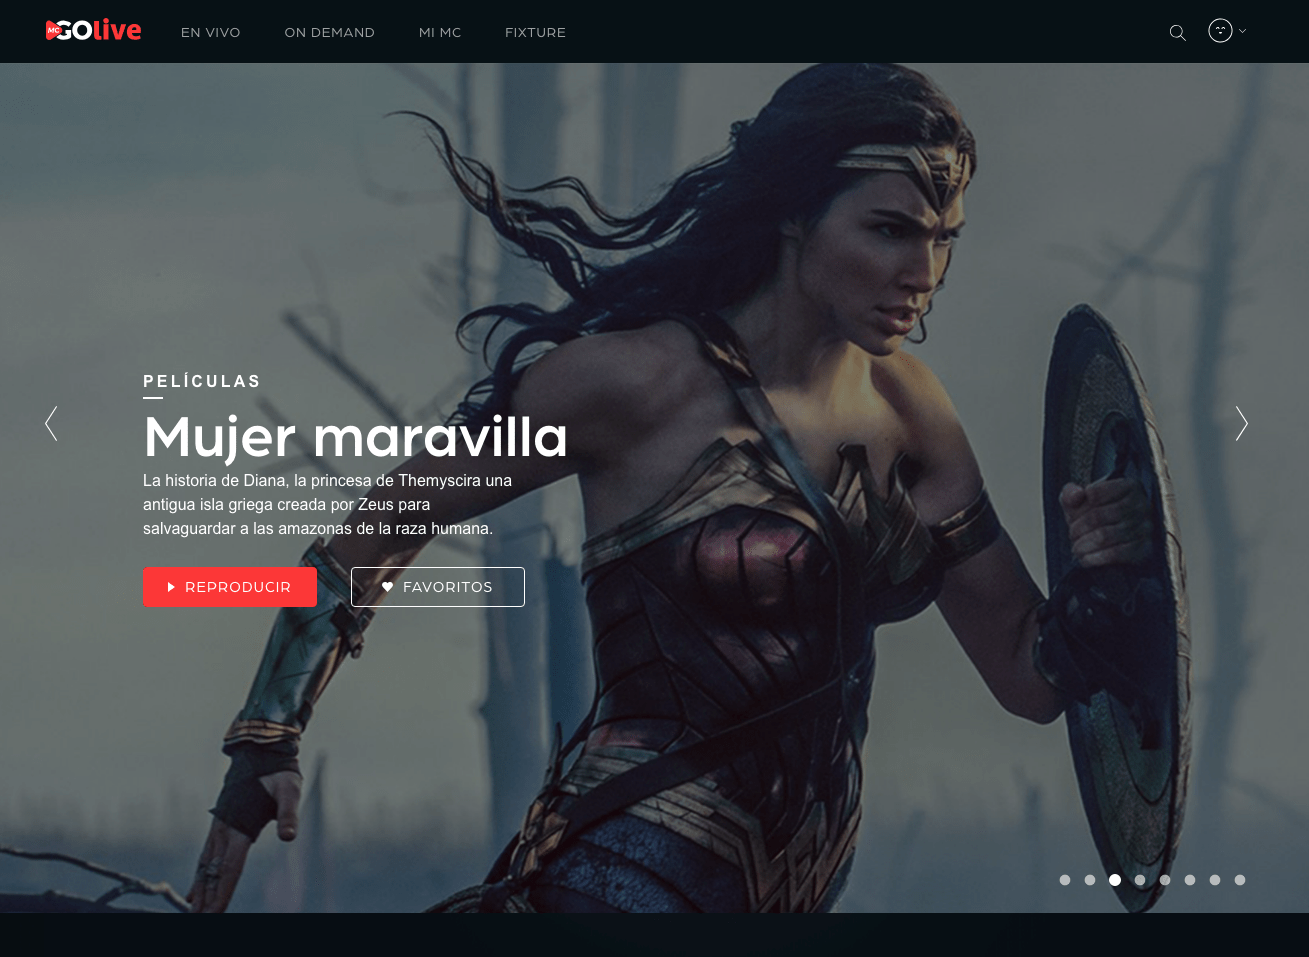 MC GOlive
EN VIVO
ON DEMAND
MI MC
FIXTURE
PELÍCULAS
Mujer maravilla
La historia de Diana, la princesa de Themyscira una
antigua isla griega creada por Zeus para
salvaguardar a las amazonas de la raza humana.
REPRODUCIR
FAVORITOS